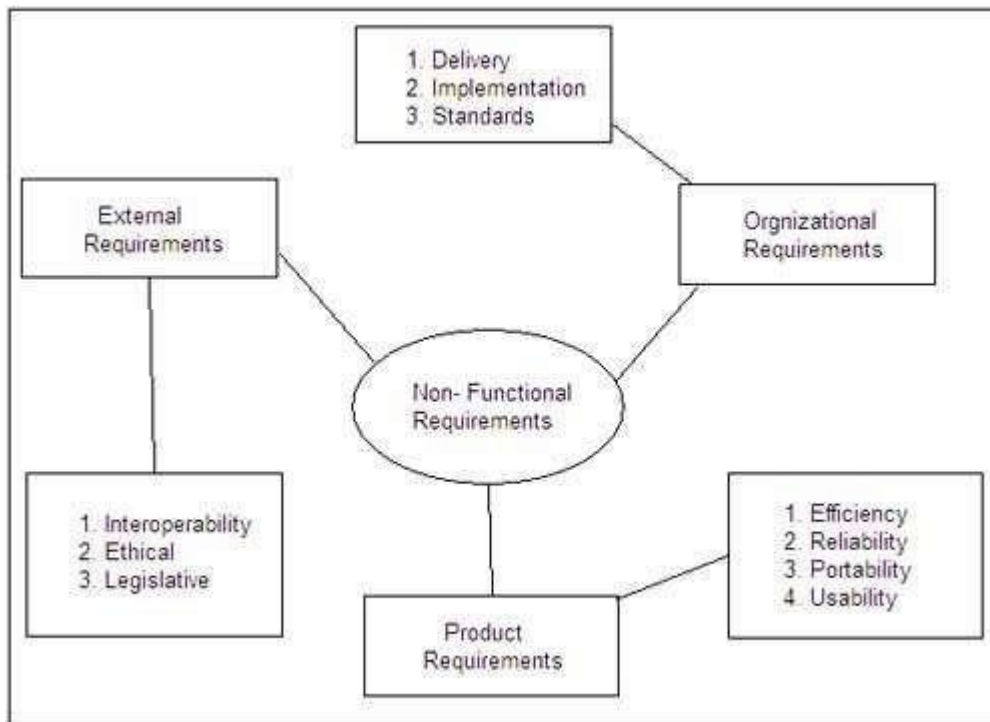 1. Delivery
2. Implementation
3. Standards
External
Requirements
Orgnizational
Requirements
Non- Functional
Requirements
1. Interoperability
2. Ethical
3. Legislative
1. Efficiency
2. Reliability
3. Portability
4. Usability
Product
Requirements